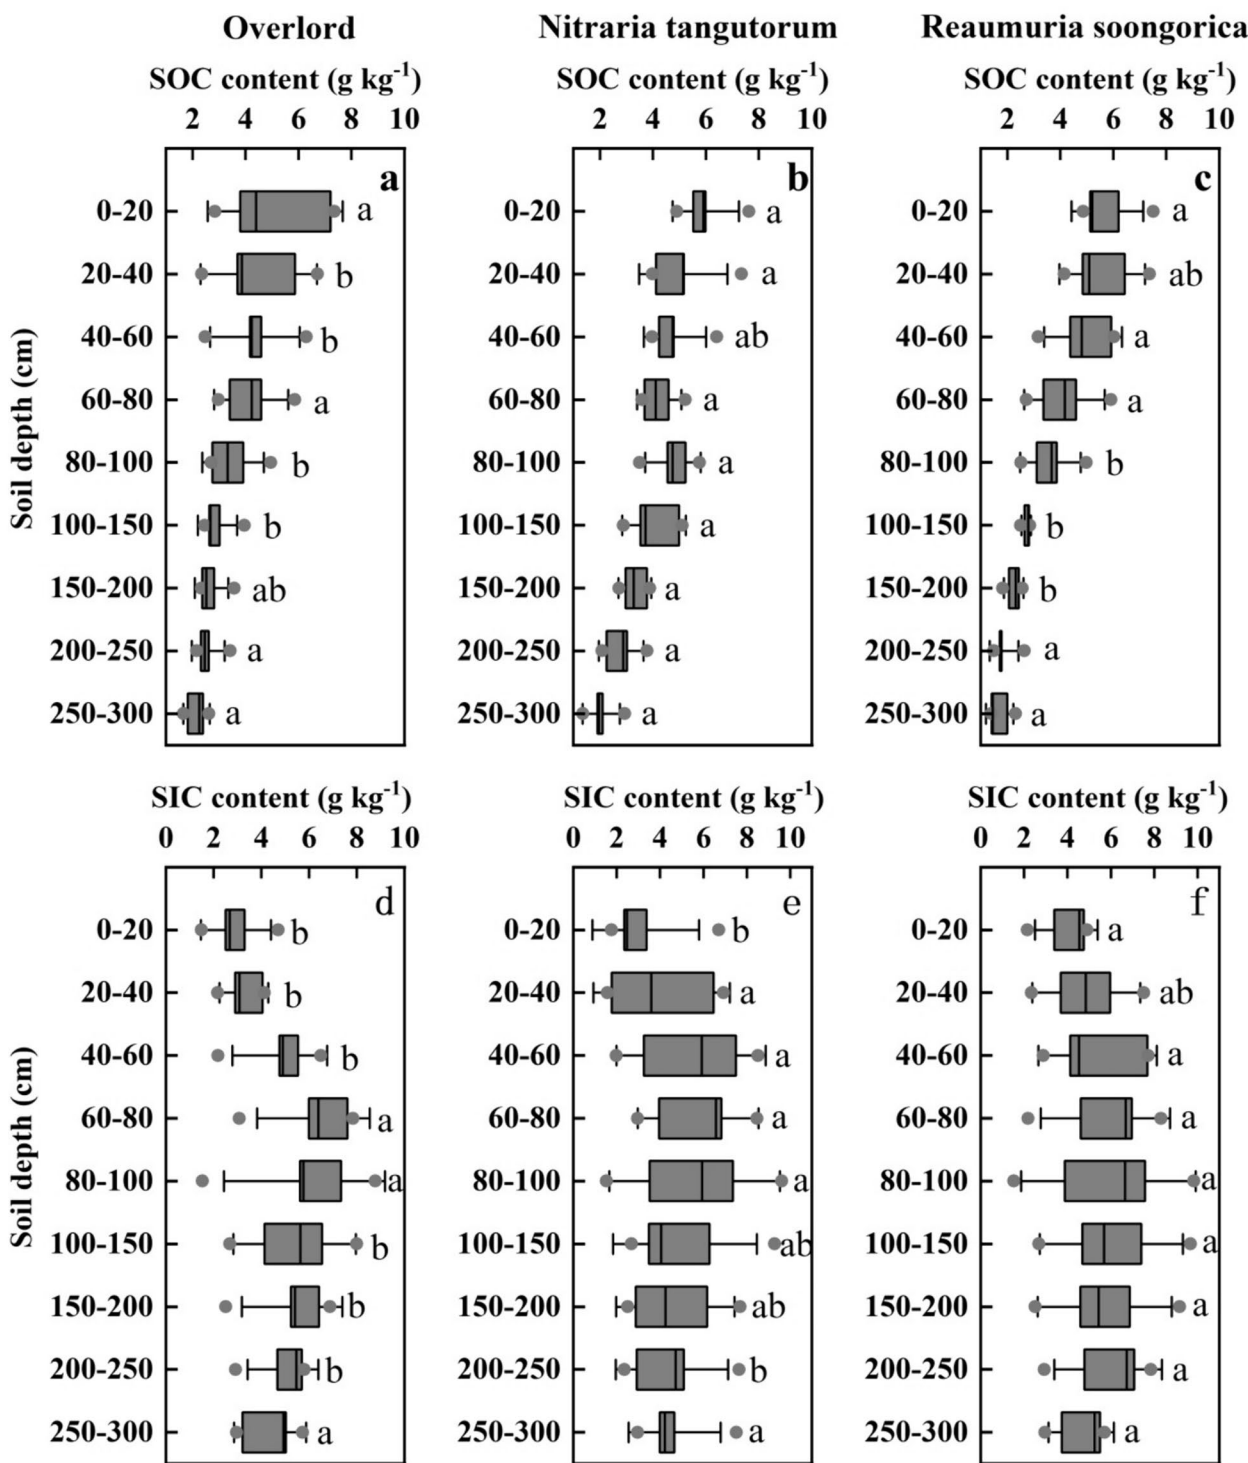 Overlord Nitraria tangutorum Reaumuria soongorica
SOC content (g kg⁻¹) SOC content (g kg⁻¹) SOC content (g kg⁻¹)
2 4 6 8 10 2 4 6 8 10 2 4 6 8 10
a b c
0-20 a 0-20 a 0-20 a
20-40 b 20-40 a 20-40 ab
40-60 b 40-60 ab 40-60 a
60-80 a 60-80 a 60-80 a
80-100 b 80-100 a 80-100 b
100-150 b 100-150 a 100-150 b
150-200 ab 150-200 a 150-200 b
200-250 a 200-250 a 200-250 a
250-300 a 250-300 a 250-300 a
Soil depth (cm)
SIC content (g kg⁻¹) SIC content (g kg⁻¹) SIC content (g kg⁻¹)
0 2 4 6 8 10 0 2 4 6 8 10 0 2 4 6 8 10
d e f
0-20 b 0-20 b 0-20 a
20-40 b 20-40 a 20-40 ab
40-60 b 40-60 a 40-60 a
60-80 a 60-80 a 60-80 a
80-100 a 80-100 a 80-100 a
100-150 b 100-150 ab 100-150 a
150-200 b 150-200 ab 150-200 a
200-250 b 200-250 b 200-250 a
250-300 a 250-300 a 250-300 a
Soil depth (cm)